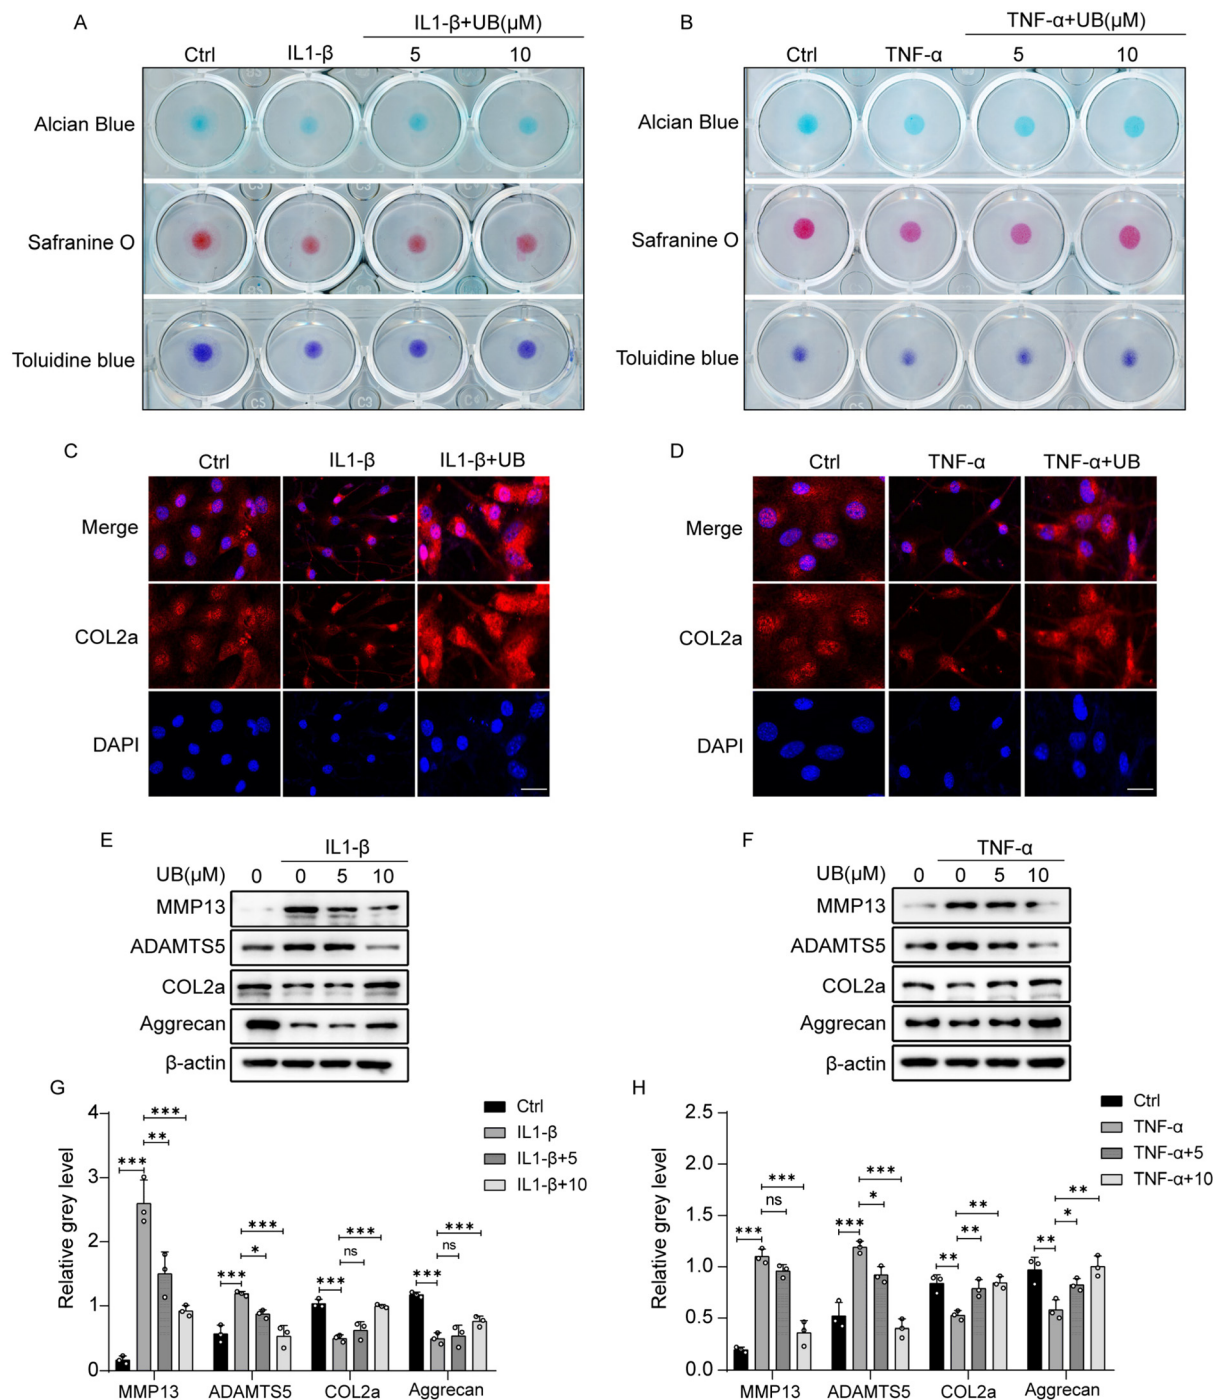 A
IL1-β+UB(μM)
Ctrl IL1-β 5 10
Alcian Blue
Safranine O
Toluidine blue
B
TNF-α+UB(μM)
Ctrl TNF-α 5 10
Alcian Blue
Safranine O
Toluidine blue
C
Ctrl IL1-β IL1-β+UB
Merge
COL2a
DAPI
D
Ctrl TNF-α TNF-α+UB
Merge
COL2a
DAPI
E
IL1-β
UB(μM) 0 0 5 10
MMP13
ADAMTS5
COL2a
Aggrecan
β-actin
F
TNF-α
UB(μM) 0 0 5 10
MMP13
ADAMTS5
COL2a
Aggrecan
β-actin
G
Relative grey level
4
3
2
1
0
*** *** ** *** *** * *** *** ns *** *** ns
MMP13 ADAMTS5 COL2a Aggrecan
Ctrl
IL1-β
IL1-β+5
IL1-β+10
H
Relative grey level
2.5
2.0
1.5
1.0
0.5
0.0
*** ns *** *** * *** ** ** ** ** * **
MMP13 ADAMTS5 COL2a Aggrecan
Ctrl
TNF-α
TNF-α+5
TNF-α+10